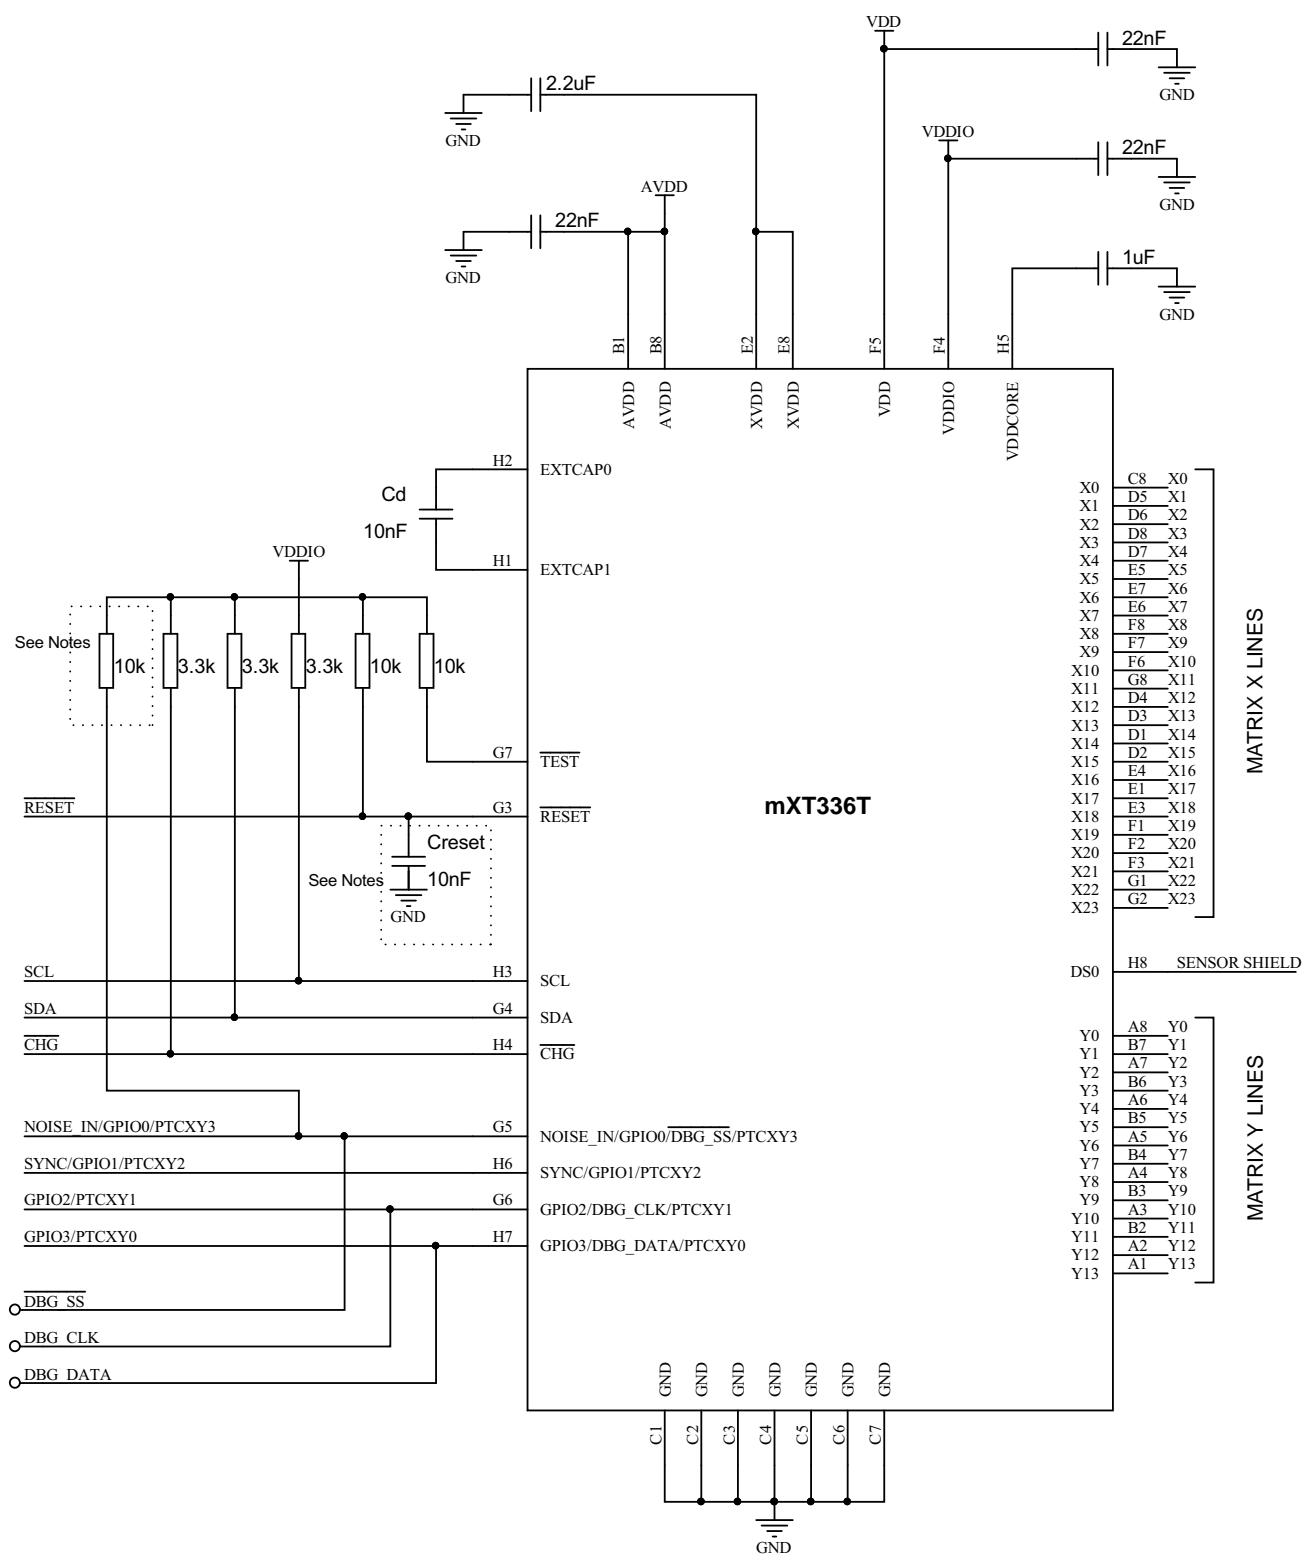 VDD
22nF
GND
2.2uF
GND
VDDIO
22nF
GND
AVDD
22nF
GND
1uF
GND
B1
B8
E2
E8
F5
F4
H5
AVDD
AVDD
XVDD
XVDD
VDD
VDDIO
VDDCORE
H2 EXTCAP0
Cd
10nF
H1 EXTCAP1
VDDIO
See Notes
10k
3.3k
3.3k
3.3k
10k
10k
G7 TEST
RESET G3 RESET
Creset
See Notes 10nF
GND
SCL H3 SCL
SDA G4 SDA
CHG H4 CHG
NOISE_IN/GPIO0/PTCXY3 G5 NOISE_IN/GPIO0/DBG_SS/PTCXY3
SYNC/GPIO1/PTCXY2 H6 SYNC/GPIO1/PTCXY2
GPIO2/PTCXY1 G6 GPIO2/DBG_CLK/PTCXY1
GPIO3/PTCXY0 H7 GPIO3/DBG_DATA/PTCXY0
DBG_SS
DBG_CLK
DBG_DATA
mXT336T
X0 C8 X0
X1 D5 X1
X2 D6 X2
X3 D8 X3
X4 D7 X4
X5 E5 X5
X6 E7 X6
X7 E6 X7
X8 F8 X8
X9 F7 X9
X10 F6 X10
X11 G8 X11
X12 D4 X12
X13 D3 X13
X14 D1 X14
X15 D2 X15
X16 E4 X16
X17 E1 X17
X18 E3 X18
X19 F1 X19
X20 F2 X20
X21 F3 X21
X22 G1 X22
X23 G2 X23
MATRIX X LINES
DS0 H8 SENSOR SHIELD
Y0 A8 Y0
Y1 B7 Y1
Y2 A7 Y2
Y3 B6 Y3
Y4 A6 Y4
Y5 B5 Y5
Y6 A5 Y6
Y7 B4 Y7
Y8 A4 Y8
Y9 B3 Y9
Y10 A3 Y10
Y11 B2 Y11
Y12 A2 Y12
Y13 A1 Y13
MATRIX Y LINES
GND
GND
GND
GND
GND
GND
GND
C1
C2
C3
C4
C5
C6
C7
GND